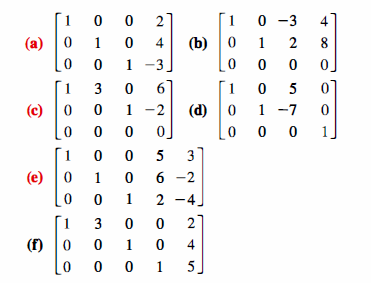 1 0 0 2 1 0 -3 4
(a) 0 1 0 4 (b) 0 1 2 8
0 0 1 -3 0 0 0 0
1 3 0 6 1 0 5 0
(c) 0 0 1 -2 (d) 0 1 -7 0
0 0 0 0 0 0 0 1
1 0 0 5 3
(e) 0 1 0 6 -2
0 0 1 2 -4
1 3 0 0 2
(f) 0 0 1 0 4
0 0 0 1 5